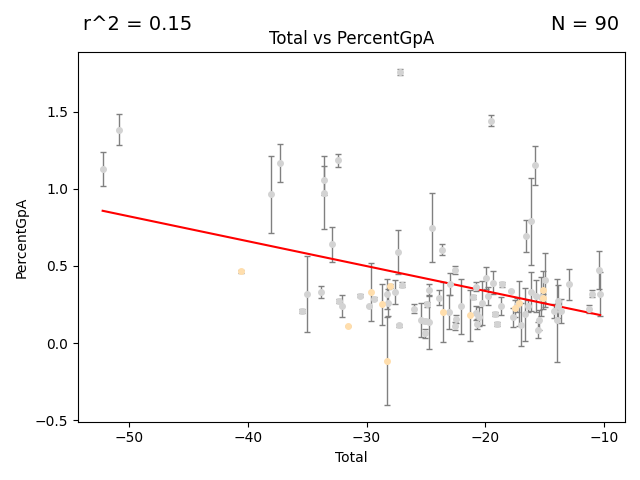 r^2 = 0.15
N = 90
Total vs PercentGpA
PercentGpA
1.5
1.0
0.5
0.0
−0.5
−50
−40
−30
−20
−10
Total